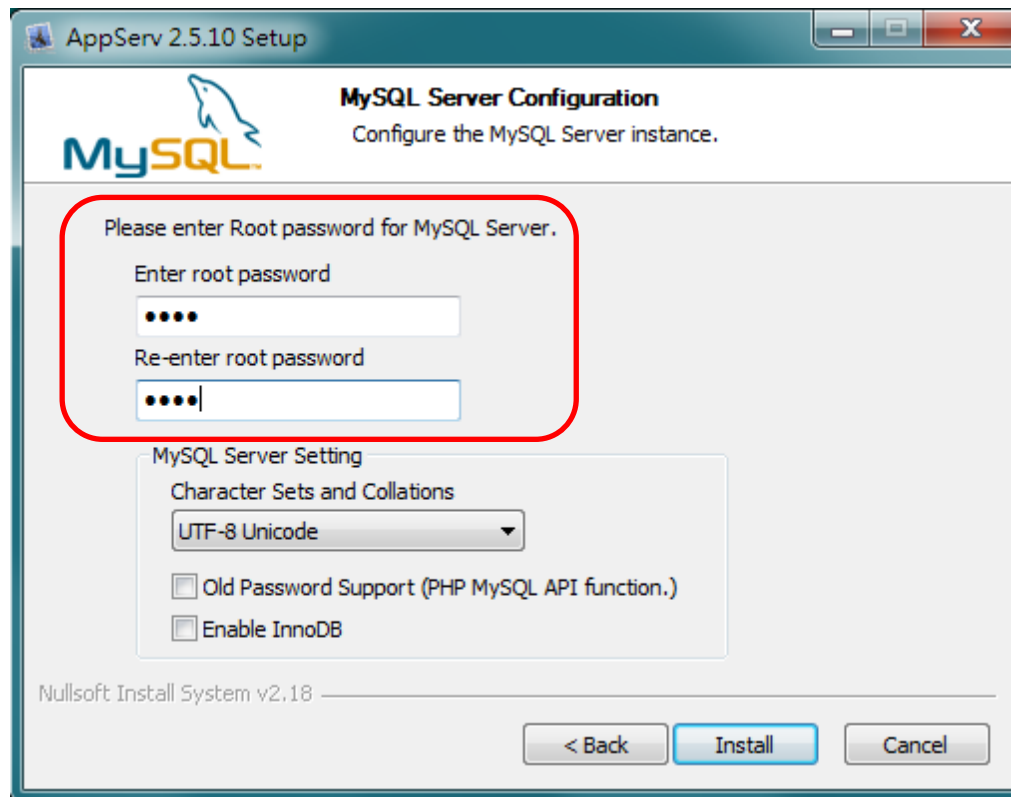 AppServ 2.5.10 Setup
MySQL
MySQL Server Configuration
Configure the MySQL Server instance.
Please enter Root password for MySQL Server.
Enter root password
••••
Re-enter root password
••••
MySQL Server Setting
Character Sets and Collations
UTF-8 Unicode
Old Password Support (PHP MySQL API function.)
Enable InnoDB
Nullsoft Install System v2.18
< Back Install Cancel